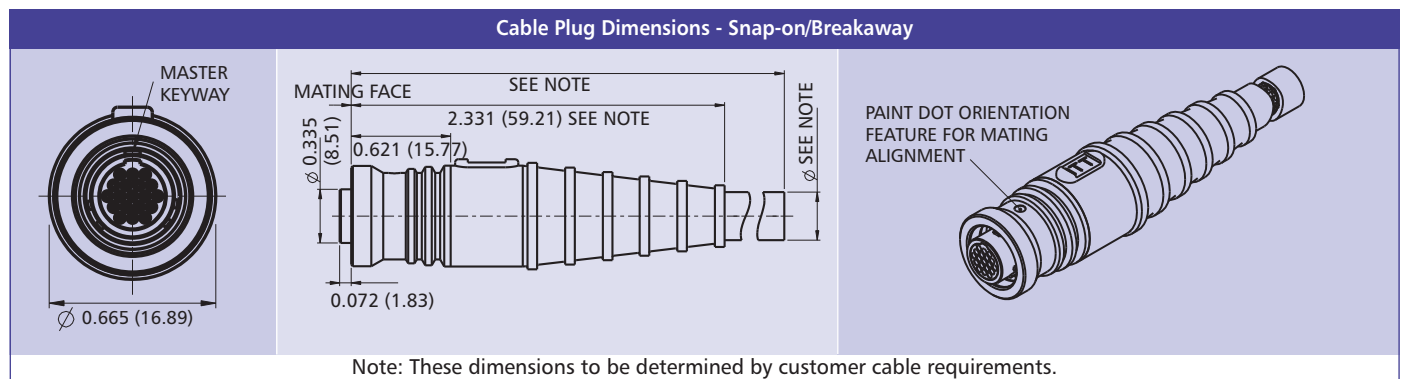 Cable Plug Dimensions - Snap-on/Breakaway
MASTER
KEYWAY
Ø 0.665 (16.89)
SEE NOTE
MATING FACE
2.331 (59.21) SEE NOTE
0.621 (15.77)
Ø 0.335
(8.51)
Ø SEE NOTE
0.072 (1.83)
PAINT DOT ORIENTATION
FEATURE FOR MATING
ALIGNMENT
ITT
Note: These dimensions to be determined by customer cable requirements.